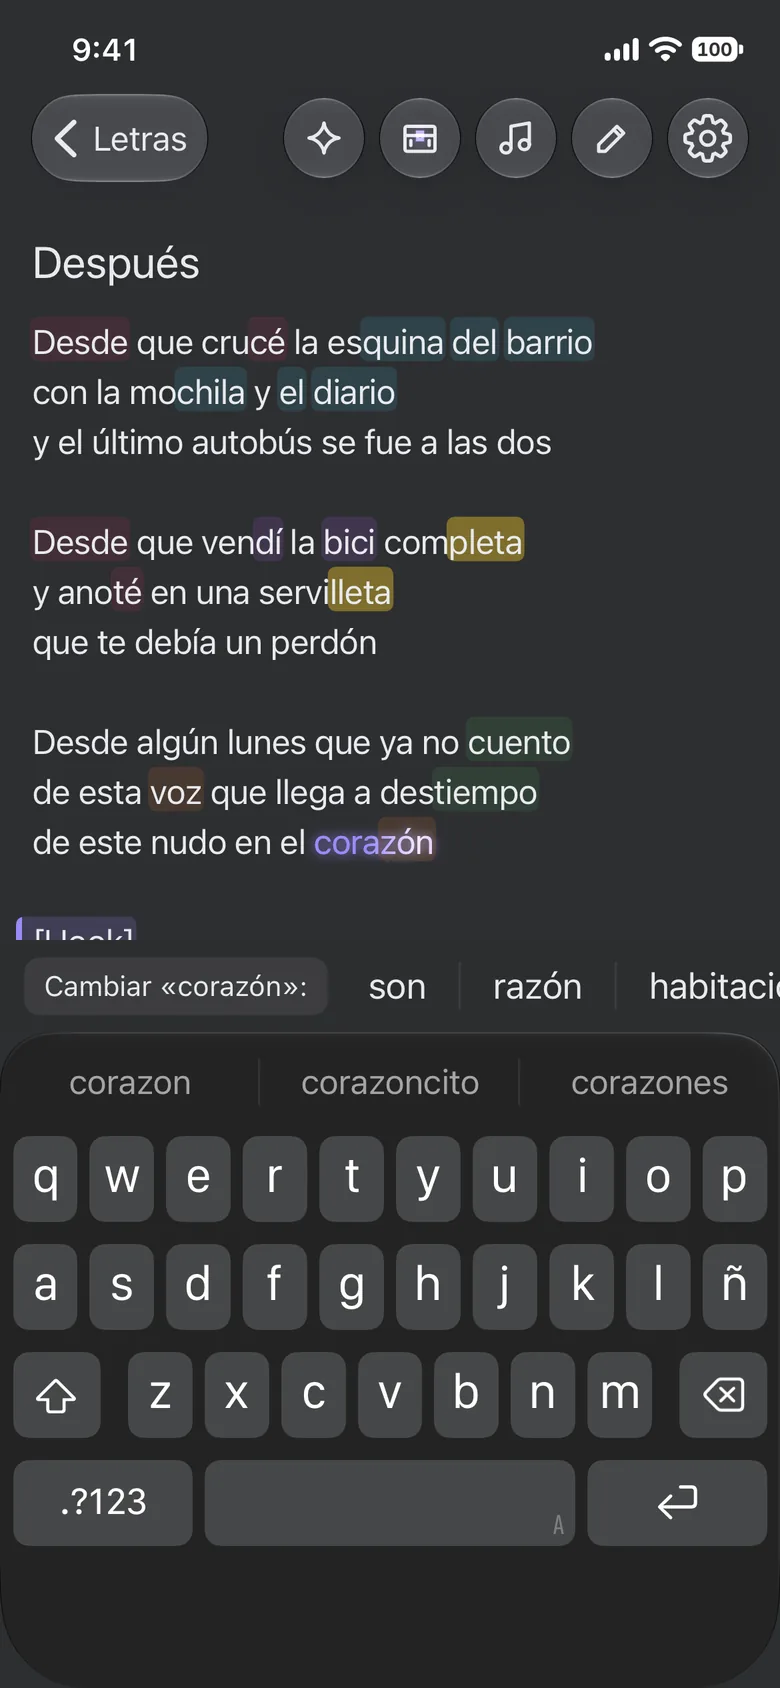 9:41
100
Letras
Después
Desde que crucé la esquina del barrio
con la mochila y el diario
y el último autobús se fue a las dos
Desde que vendí la bici completa
y anoté en una servilleta
que te debía un perdón
Desde algún lunes que ya no cuento
de esta voz que llega a destiempo
de este nudo en el corazón
[Hook]
Cambiar «corazón»: son razón habitaci
corazon corazoncito corazones
q w e r t y u i o p
a s d f g h j k l ñ
z x c v b n m
.?123
A